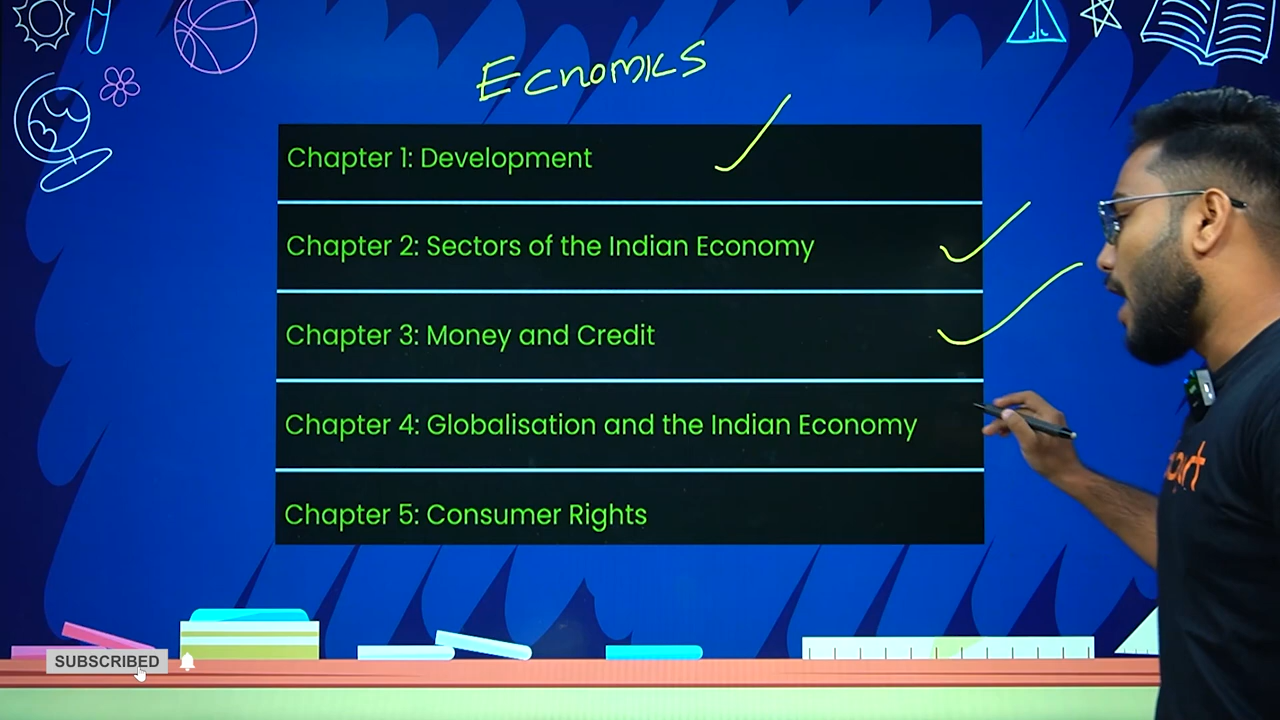 Ecnomics
Chapter 1: Development
Chapter 2: Sectors of the Indian Economy
Chapter 3: Money and Credit
Chapter 4: Globalisation and the Indian Economy
Chapter 5: Consumer Rights
SUBSCRIBED